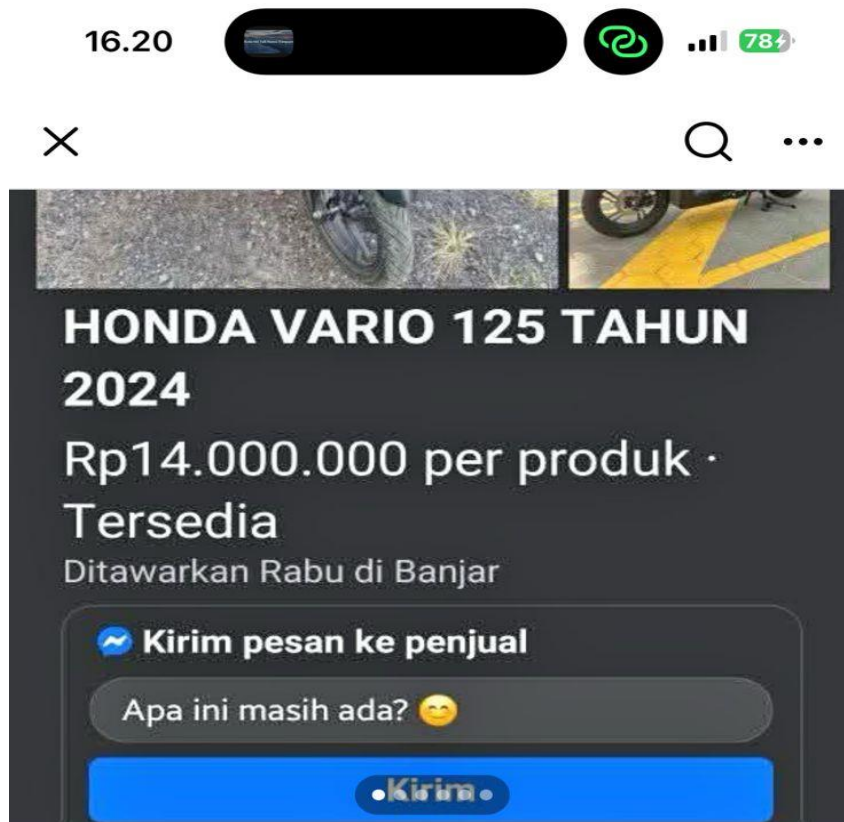 16.20
78
HONDA VARIO 125 TAHUN
2024
Rp14.000.000 per produk ·
Tersedia
Ditawarkan Rabu di Banjar
Kirim pesan ke penjual
Apa ini masih ada? 😊
Kirim